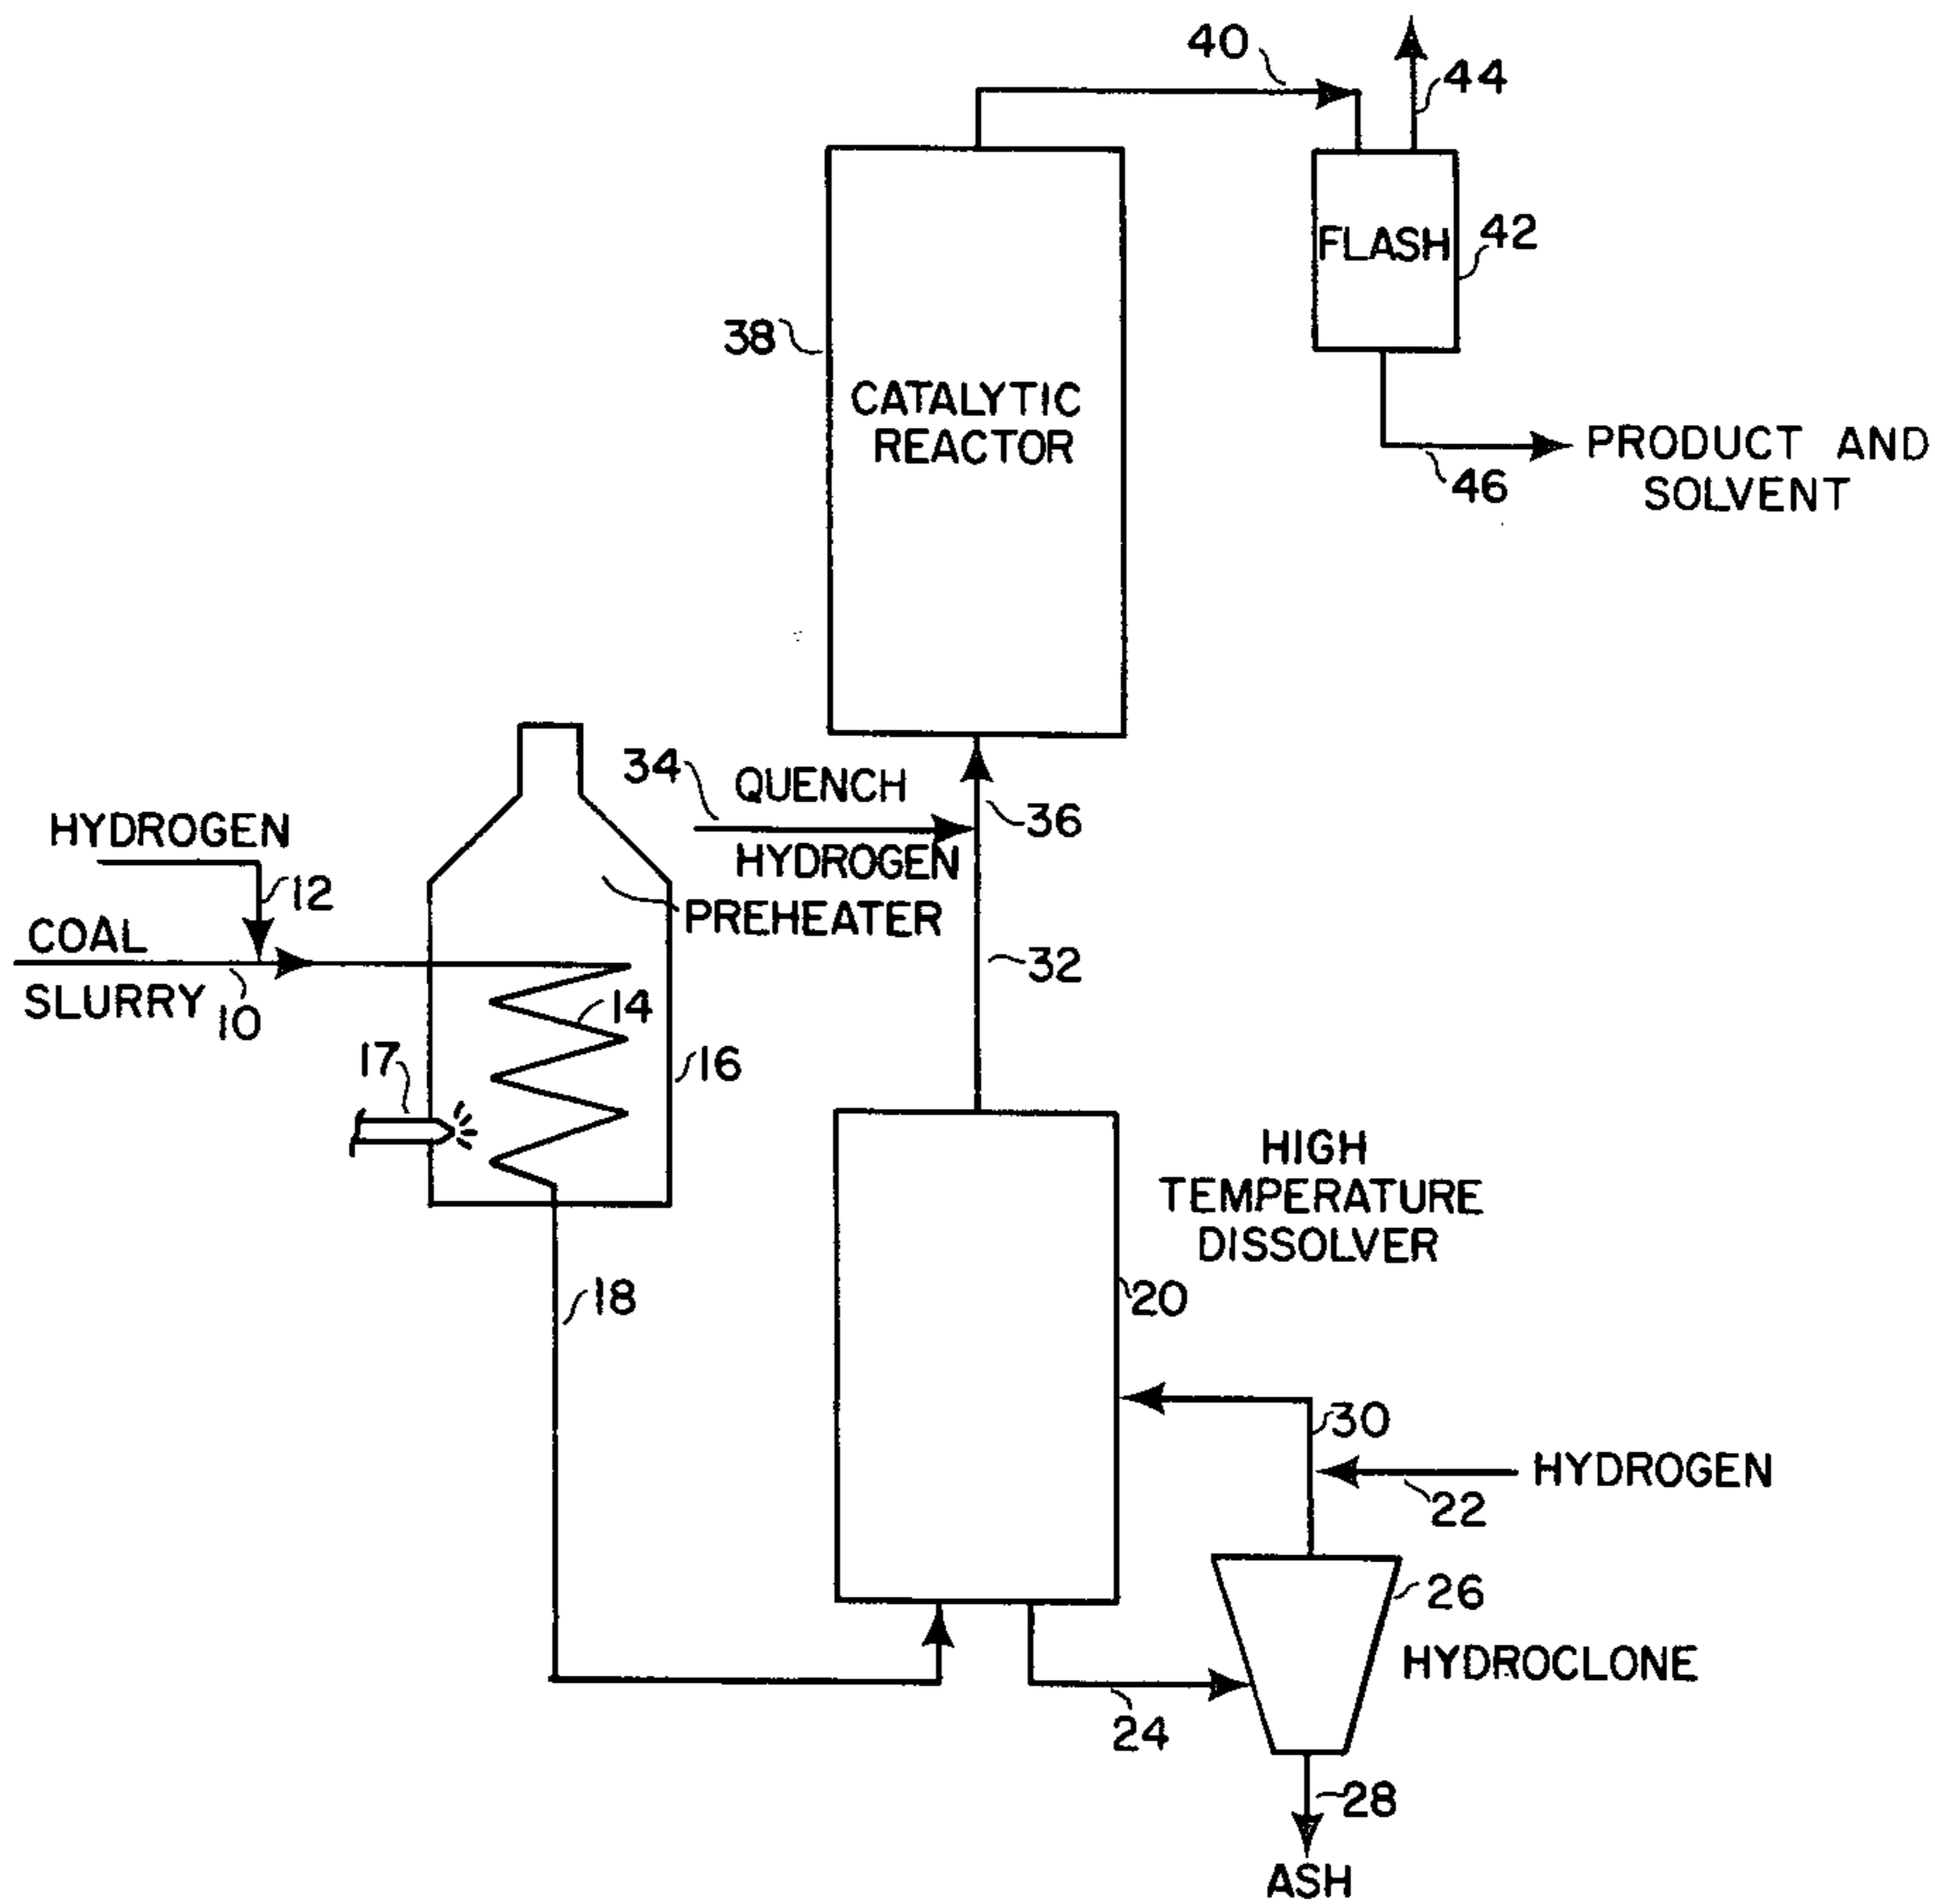 40
44
FLASH
42
38
CATALYTIC
REACTOR
PRODUCT AND
SOLVENT
46
34
QUENCH
HYDROGEN
36
HYDROGEN
12
PREHEATER
COAL
SLURRY
10
14
32
17
16
HIGH
TEMPERATURE
DISSOLVER
20
18
30
HYDROGEN
22
26
HYDROCLONE
24
28
ASH